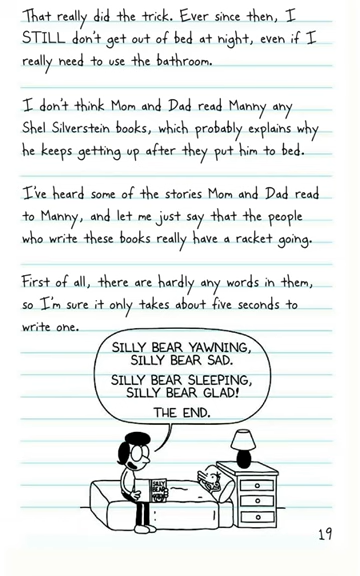 That really did the trick. Ever since then, I
STILL don't get out of bed at night, even if I
really need to use the bathroom.
I don't think Mom and Dad read Manny any
Shel Silverstein books, which probably explains why
he keeps getting up after they put him to bed.
I've heard some of the stories Mom and Dad read
to Manny, and let me just say that the people
who write these books really have a racket going.
First of all, there are hardly any words in them,
so I'm sure it only takes about five seconds to
write one.
SILLY BEAR YAWNING,
SILLY BEAR SAD.
SILLY BEAR SLEEPING,
SILLY BEAR GLAD!
THE END.
SILLY
BEAR
19